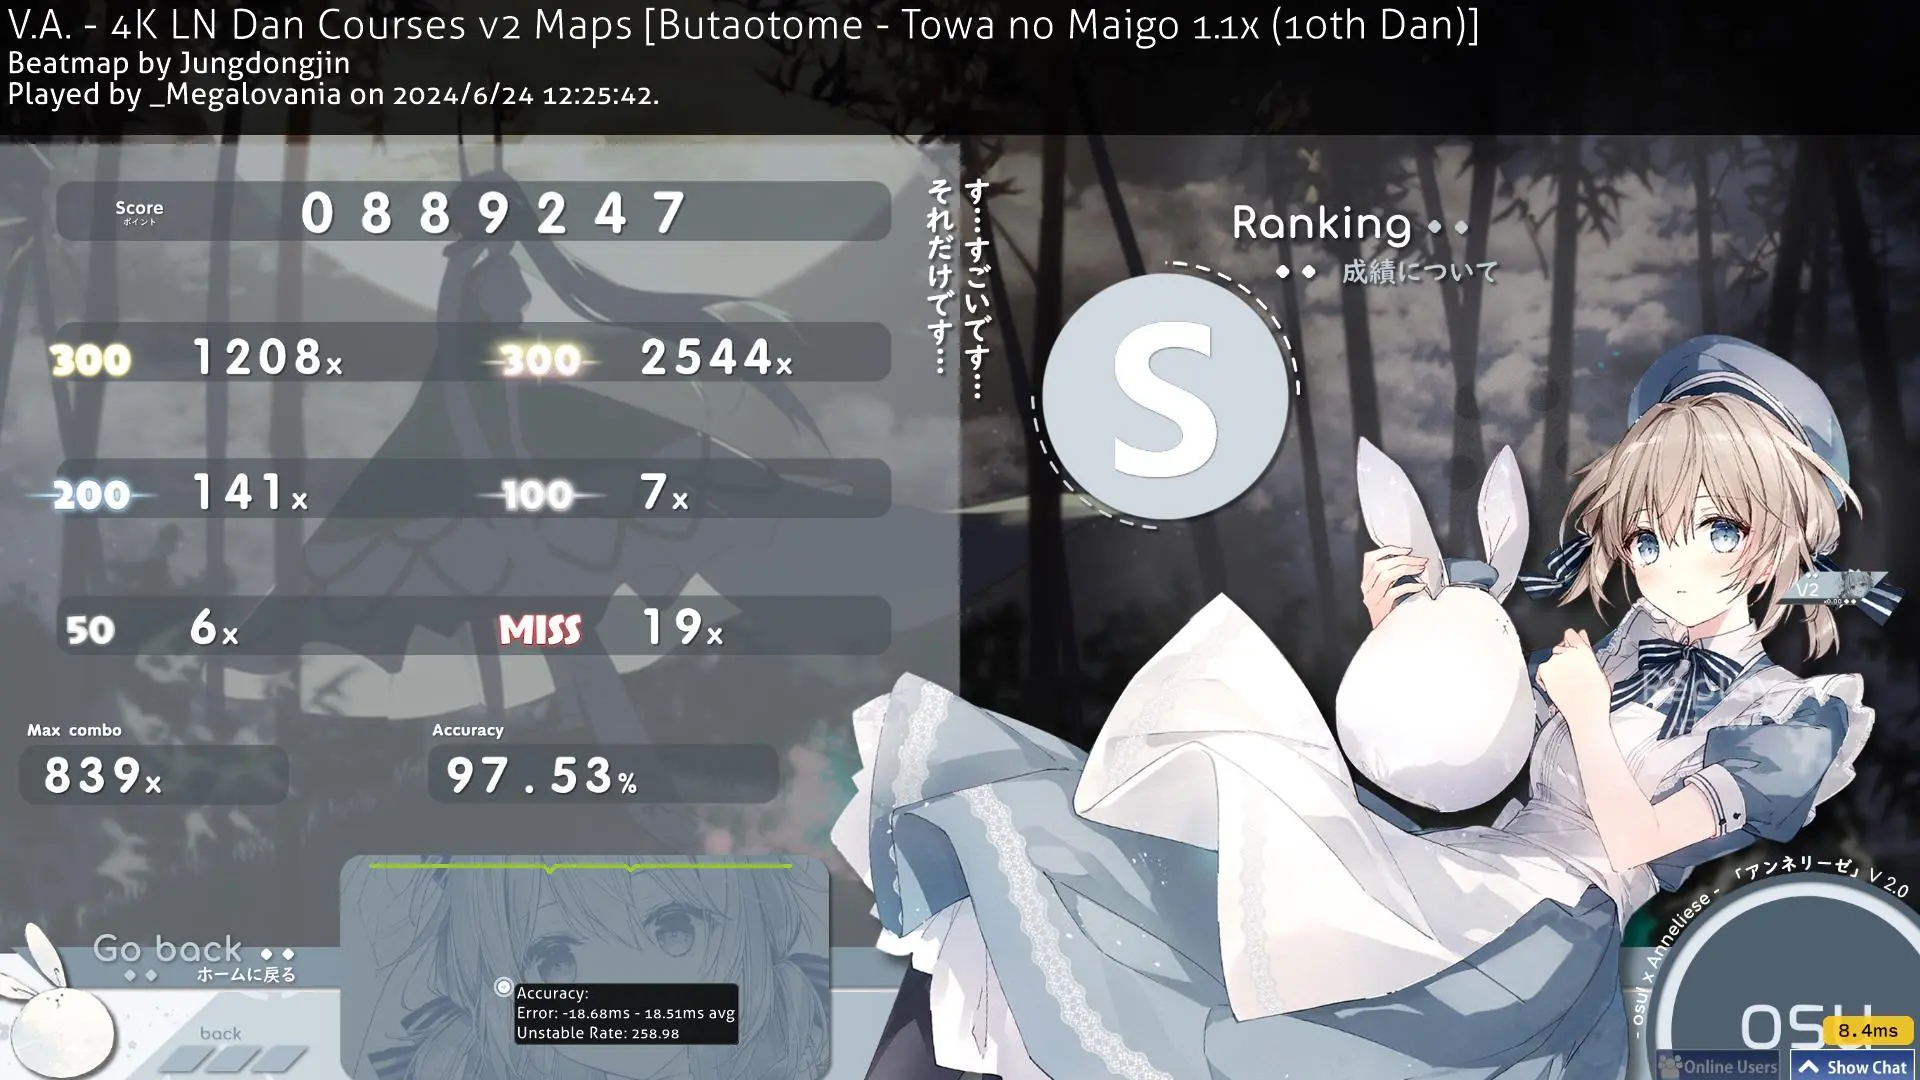 V.A. - 4K LN Dan Courses v2 Maps [Butaotome - Towa no Maigo 1.1x (10th Dan)]
Beatmap by Jungdongjin
Played by _Megalovania on 2024/6/24 12:25:42.
Score
ポイント
0889247
300 1208x 300 2544x
200 141x 100 7x
50 6x MISS 19x
Max combo
839x
Accuracy
97.53%
す…すごいです…
それだけです…
Ranking
成績について
S
V2
Go back
ホームに戻る
back
Accuracy:
Error: -18.68ms - 18.51ms avg
Unstable Rate: 258.98
- osu! x Anneliese - 「アンネリーゼ」 V 2.0
osu
8.4ms
Online Users
Show Chat